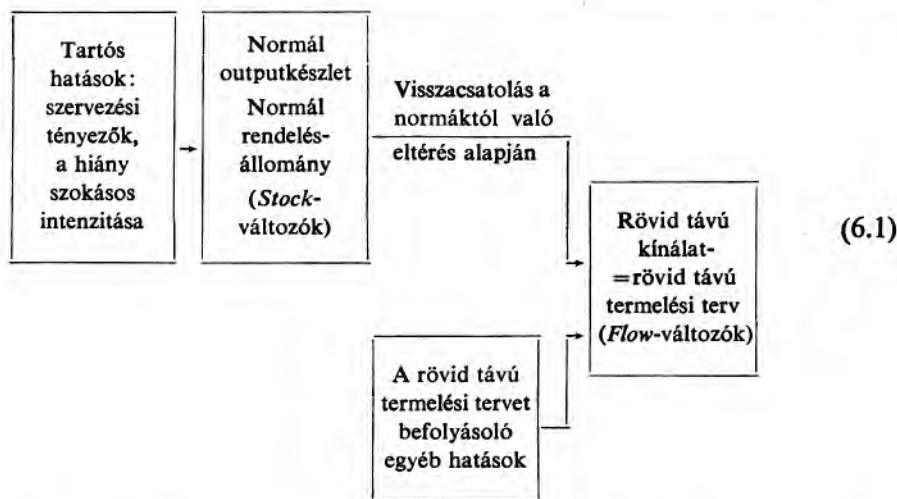 Tartós
hatások:
szervezési
tényezők,
a hiány
szokásos
intenzitása
Normál
outputkészlet
Normál
rendelés-
állomány
(Stock-
változók)
Visszacsatolás a
normáktól való
eltérés alapján
Rövid távú
kínálat-
=rövid távú
termelési terv
(Flow-változók)
(6.1)
A rövid távú
termelési tervet
befolyásoló
egyéb hatások